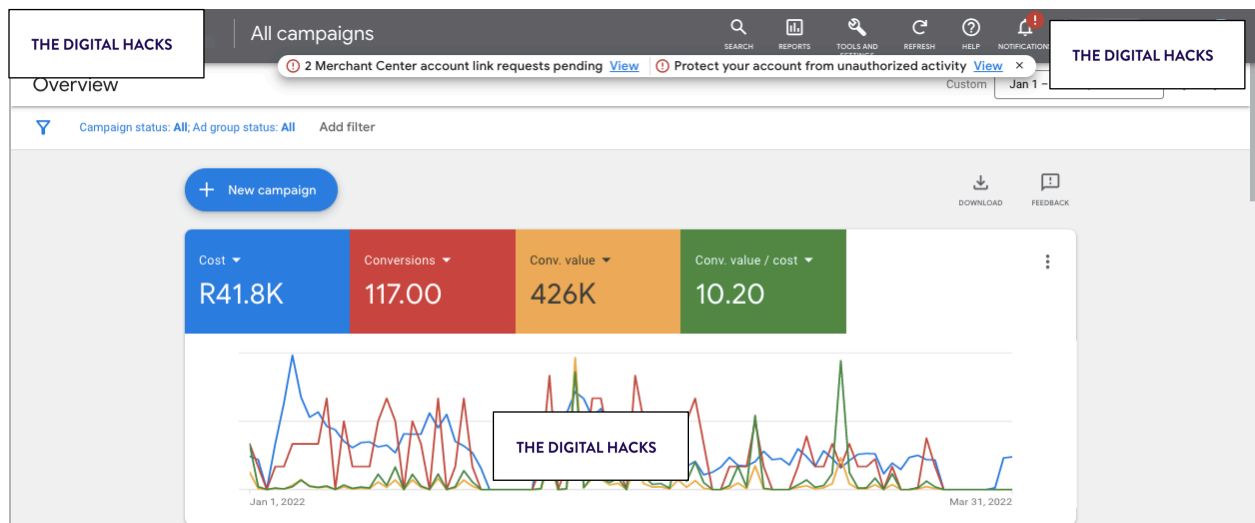 THE DIGITAL HACKS
All campaigns
SEARCH
REPORTS
TOOLS AND
REFRESH
HELP
THE DIGITAL HACKS
2 Merchant Center account link requests pending View
Protect your account from unauthorized activity View
Overview
Custom
Jan 1 –
Campaign status: All; Ad group status: All
Add filter
New campaign
DOWNLOAD
FEEDBACK
Cost
Conversions
Conv. value
Conv. value / cost
R41.8K
117.00
426K
10.20
THE DIGITAL HACKS
Jan 1, 2022
Mar 31, 2022